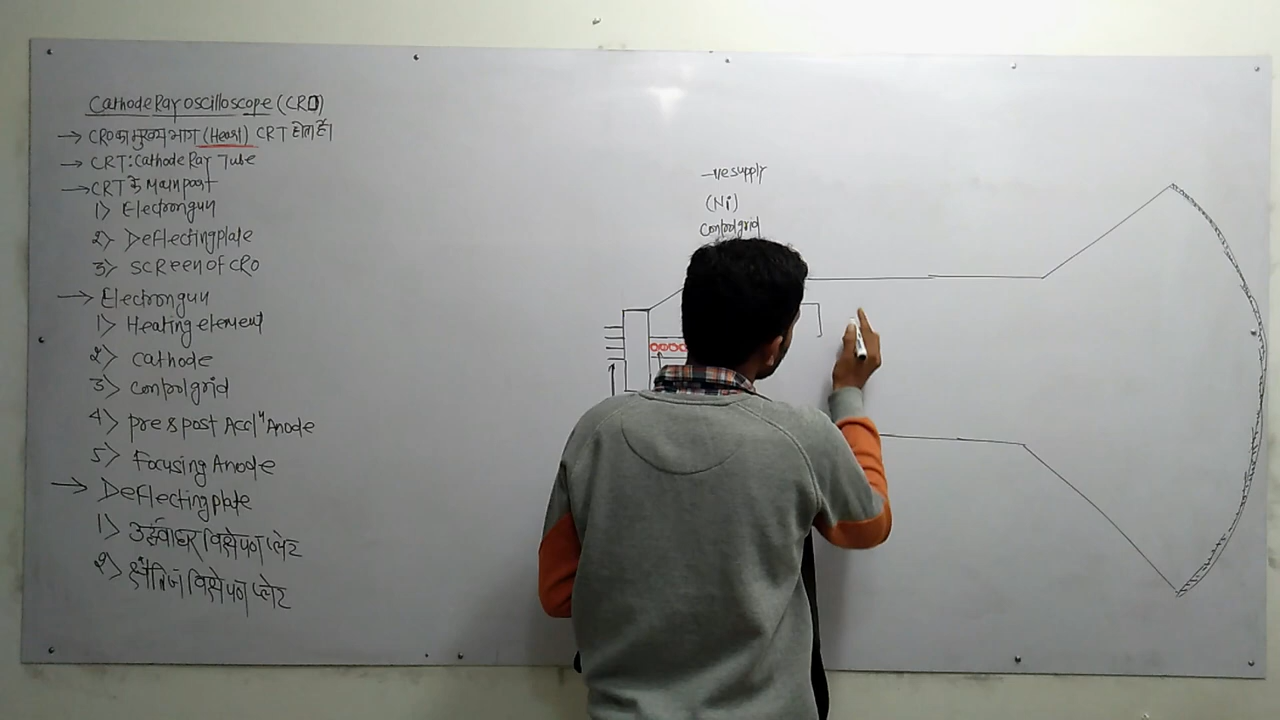 Cathode Ray oscilloscope (CRO)
→ CRO का मुख्य भाग (Heart) CRT होता है।
→ CRT: Cathode Ray Tube
→ CRT के Main part
1> Electron gun
2> Deflecting plate
3> SCREEN OF CRO
→ Electron gun
1> Heating element
2> Cathode
3> Control grid
4> pre & post Accln Anode
5> Focusing Anode
→ Deflecting plate
1> उर्ध्वाधर विक्षेपण प्लेट
2> क्षैतिज विक्षेपण प्लेट
-ve supply
(Ni)
Control grid